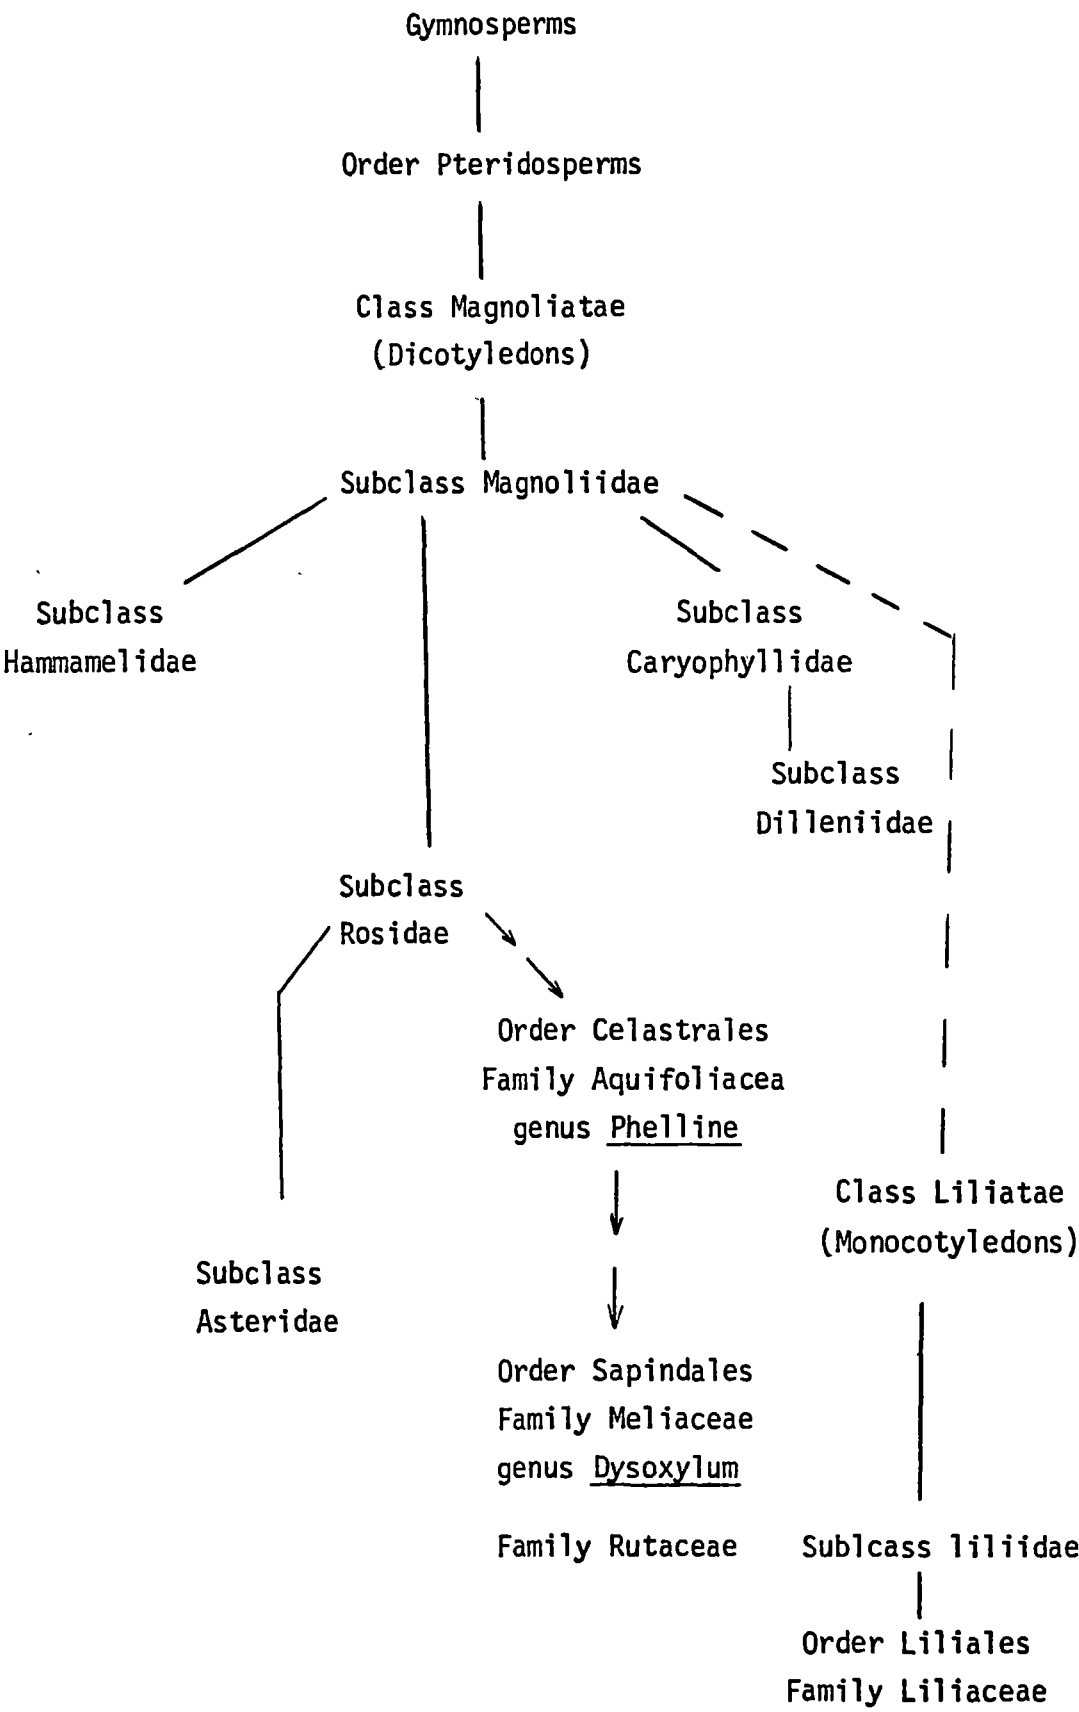 Gymnosperms
Order Pteridosperms
Class Magnoliatae
(Dicotyledons)
Subclass Magnoliidae
Subclass
Hammamelidae
Subclass
Caryophyllidae
Subclass
Dilleniidae
Subclass
Rosidae
Order Celastrales
Family Aquifoliacea
genus Phelline
Class Liliatae
(Monocotyledons)
Subclass
Asteridae
Order Sapindales
Family Meliaceae
genus Dysoxylum
Family Rutaceae
Sublcass liliidae
Order Liliales
Family Liliaceae